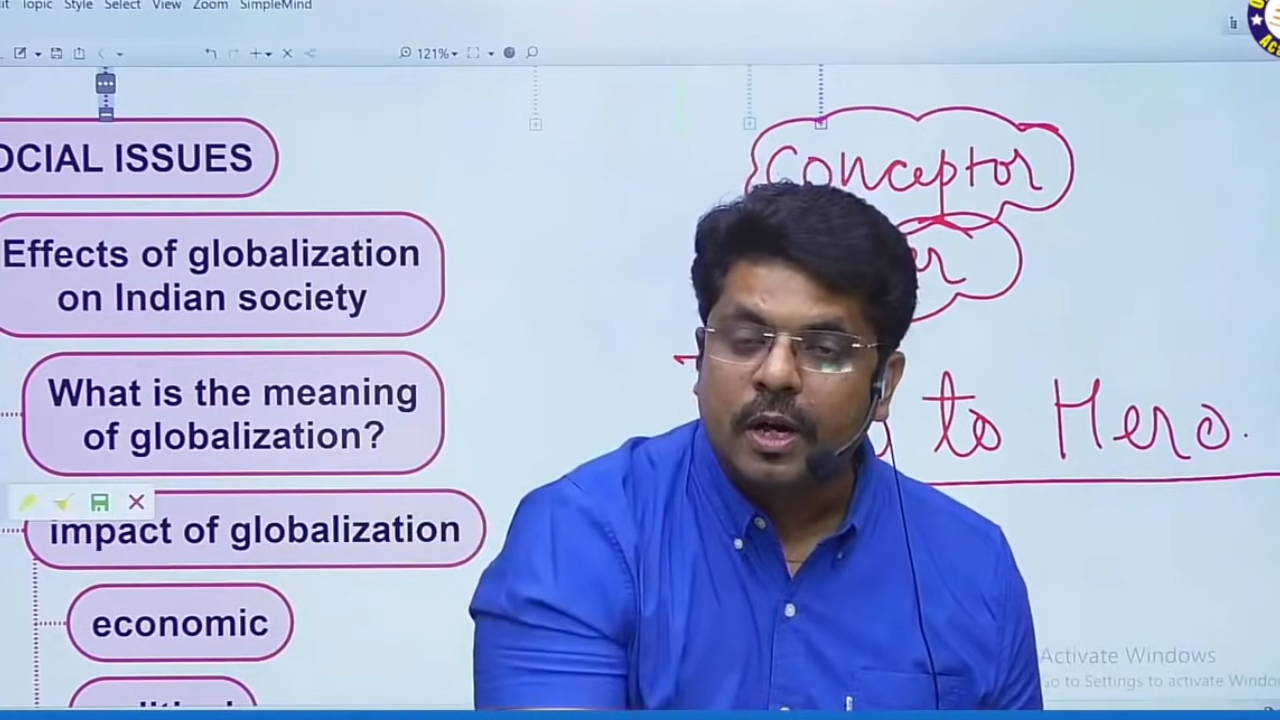 Topic Style Select View Zoom SimpleMind
121%
OCIAL ISSUES
Effects of globalization
on Indian society
What is the meaning
of globalization?
impact of globalization
economic
conceptor
to Hero.
Activate Windows
Go to Settings to activate Windo